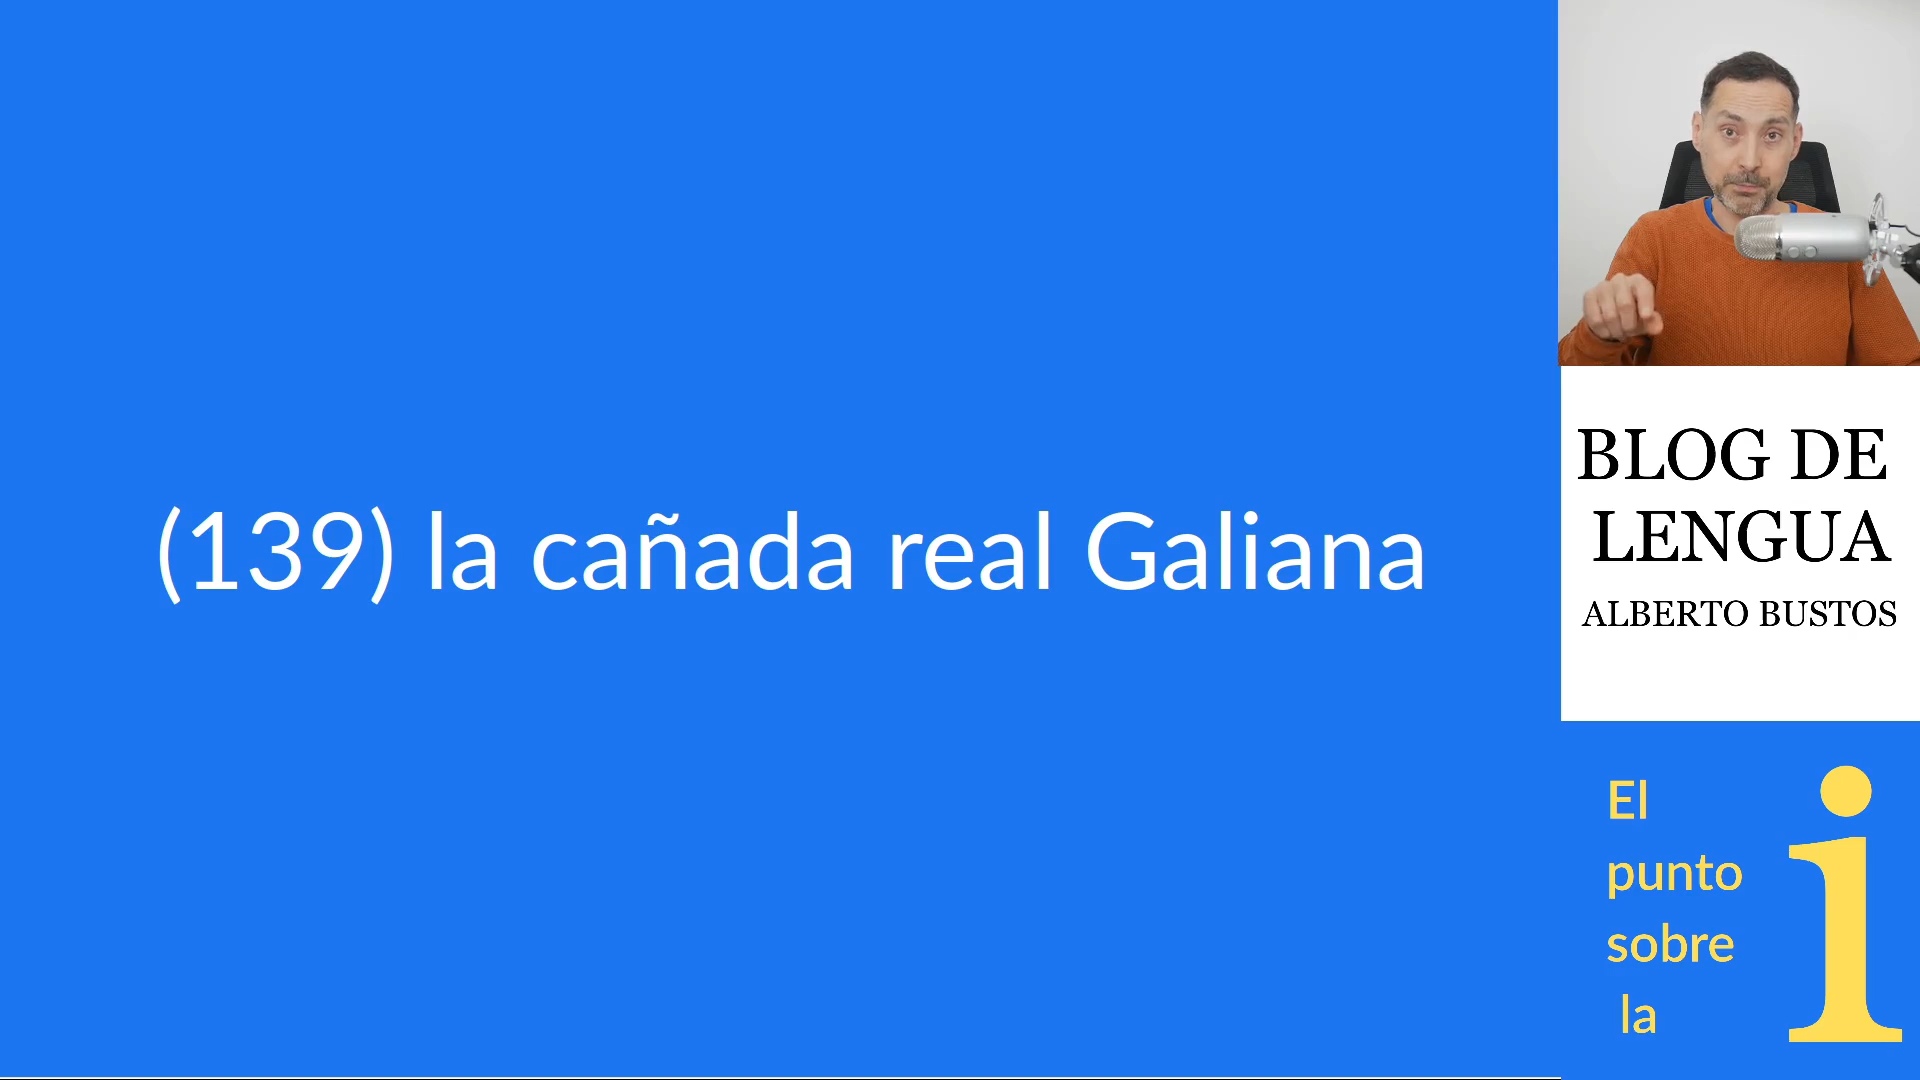 (139) la cañada real Galiana
BLOG DE
LENGUA
ALBERTO BUSTOS
El
punto
sobre
la
i